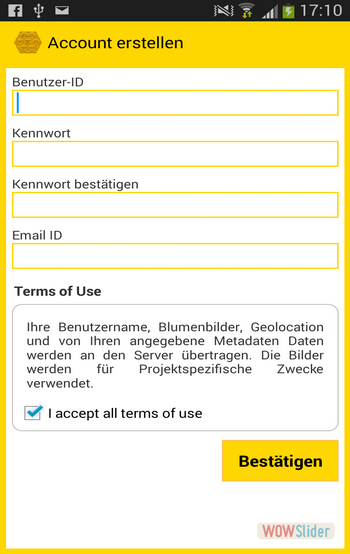 17:10
Account erstellen
Benutzer-ID
Kennwort
Kennwort bestätigen
Email ID
Terms of Use
Ihre Benutzername, Blumenbilder, Geolocation
und von Ihren angegebene Metadaten Daten
werden an den Server übertragen. Die Bilder
werden für Projektspezifische Zwecke
verwendet.
I accept all terms of use
Bestätigen
WOWSlider